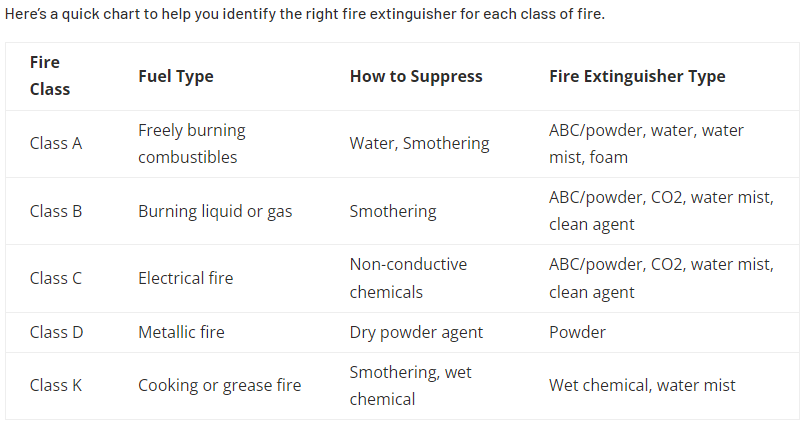 Here's a quick chart to help you identify the right fire extinguisher for each class of fire.
Fire
Class
Fuel Type
How to Suppress
Fire Extinguisher Type
Class A
Freely burning
combustibles
Water, Smothering
ABC/powder, water, water
mist, foam
Class B
Burning liquid or gas
Smothering
ABC/powder, CO2, water mist,
clean agent
Class C
Electrical fire
Non-conductive
chemicals
ABC/powder, CO2, water mist,
clean agent
Class D
Metallic fire
Dry powder agent
Powder
Class K
Cooking or grease fire
Smothering, wet
chemical
Wet chemical, water mist